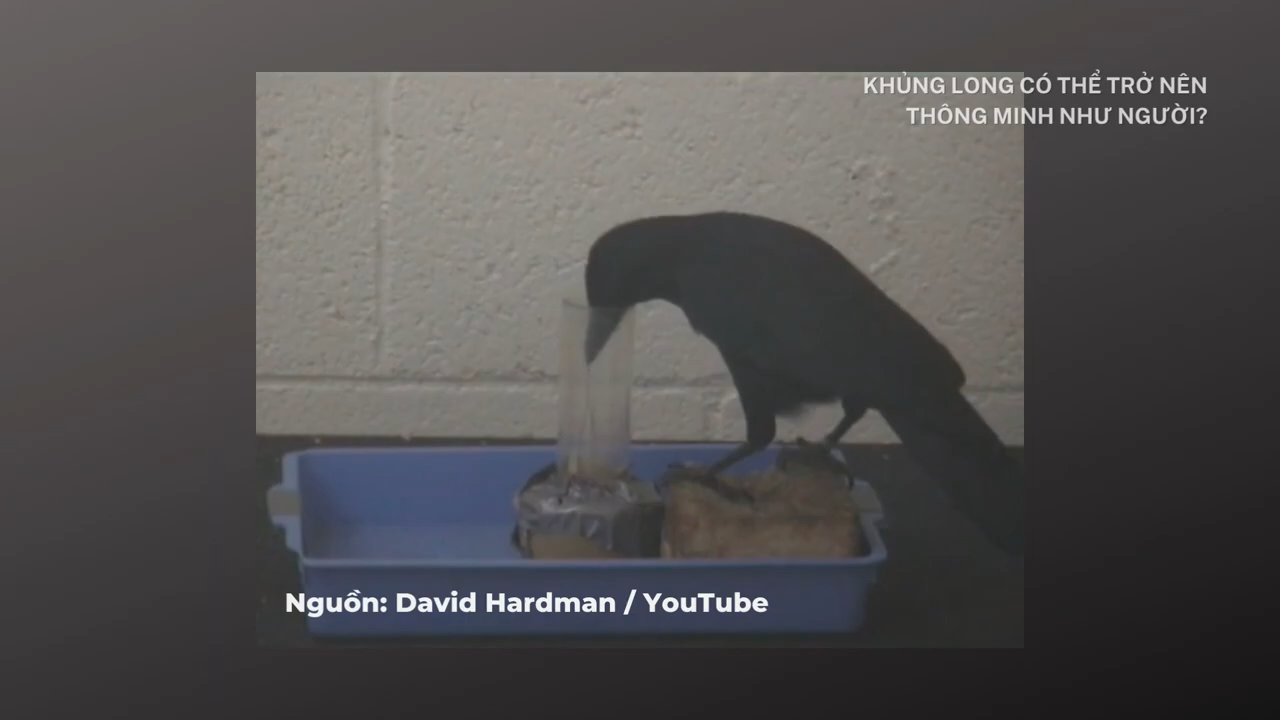 KHỦNG LONG CÓ THỂ TRỞ NÊN
THÔNG MINH NHƯ NGƯỜI?
Nguồn: David Hardman / YouTube